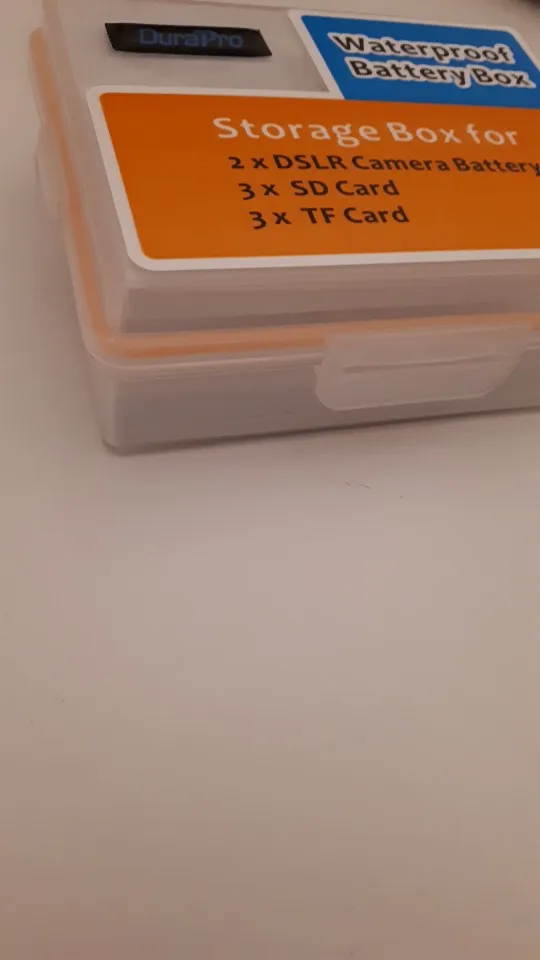 DuraPro
Waterproof
Battery Box
Storage Box for
2 x DSLR Camera Battery
3 x SD Card
3 x TF Card